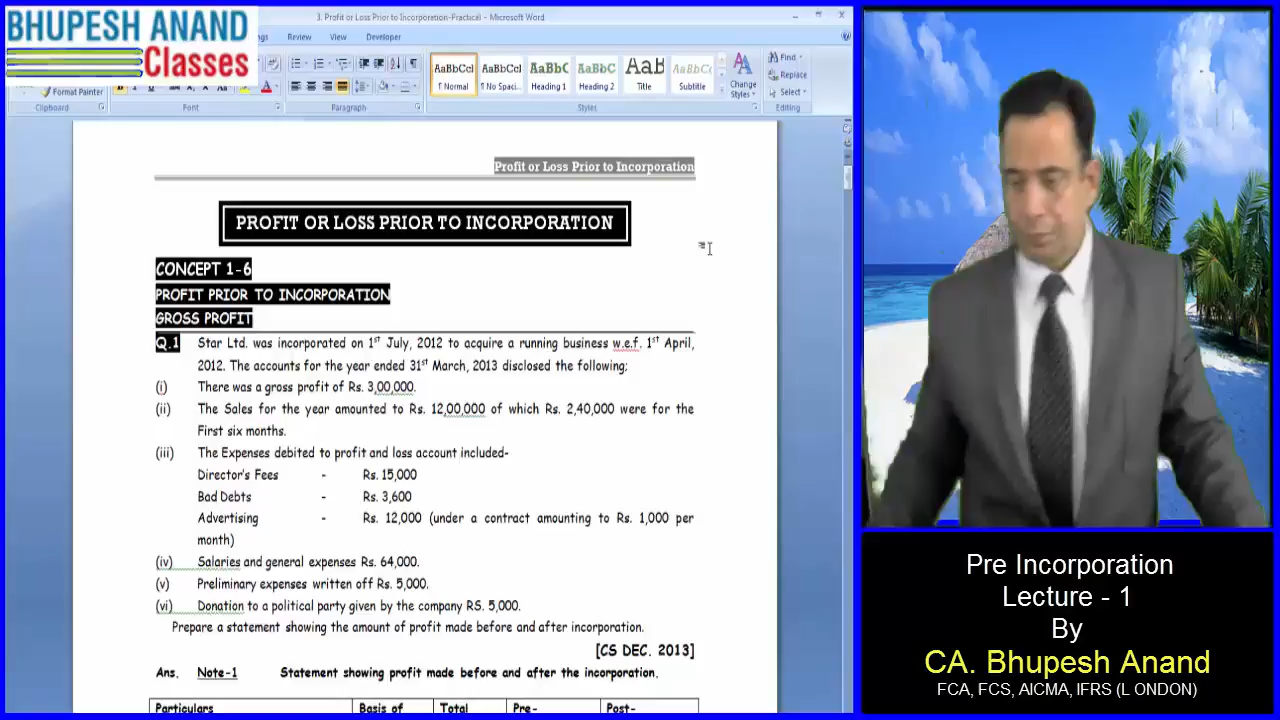 BHUPESH ANAND
Classes
3. Profit or Loss Prior to Incorporation-Practical - Microsoft Word
ngs Review View Developer
Format Painter
AaBbCcI AaBbCcI AaBbC AaBbC AaB AaBbCcI
¶ Normal ¶ No Spaci... Heading 1 Heading 2 Title Subtitle
Change
Styles
Find
Replace
Select
Clipboard Font Paragraph Styles Editing
Profit or Loss Prior to Incorporation
PROFIT OR LOSS PRIOR TO INCORPORATION
CONCEPT 1-6
PROFIT PRIOR TO INCORPORATION
GROSS PROFIT
Q.1 Star Ltd. was incorporated on 1st July, 2012 to acquire a running business w.e.f. 1st April,
2012. The accounts for the year ended 31st March, 2013 disclosed the following;
(i) There was a gross profit of Rs. 3,00,000.
(ii) The Sales for the year amounted to Rs. 12,00,000 of which Rs. 2,40,000 were for the
First six months.
(iii) The Expenses debited to profit and loss account included-
Director's Fees - Rs. 15,000
Bad Debts - Rs. 3,600
Advertising - Rs. 12,000 (under a contract amounting to Rs. 1,000 per
month)
(iv) Salaries and general expenses Rs. 64,000.
(v) Preliminary expenses written off Rs. 5,000.
(vi) Donation to a political party given by the company RS. 5,000.
Prepare a statement showing the amount of profit made before and after incorporation.
[CS DEC. 2013]
Ans. Note-1 Statement showing profit made before and after the incorporation.
Particulars Basis of Total Pre- Post-
Pre Incorporation
Lecture - 1
By
CA. Bhupesh Anand
FCA, FCS, AICMA, IFRS (L ONDON)